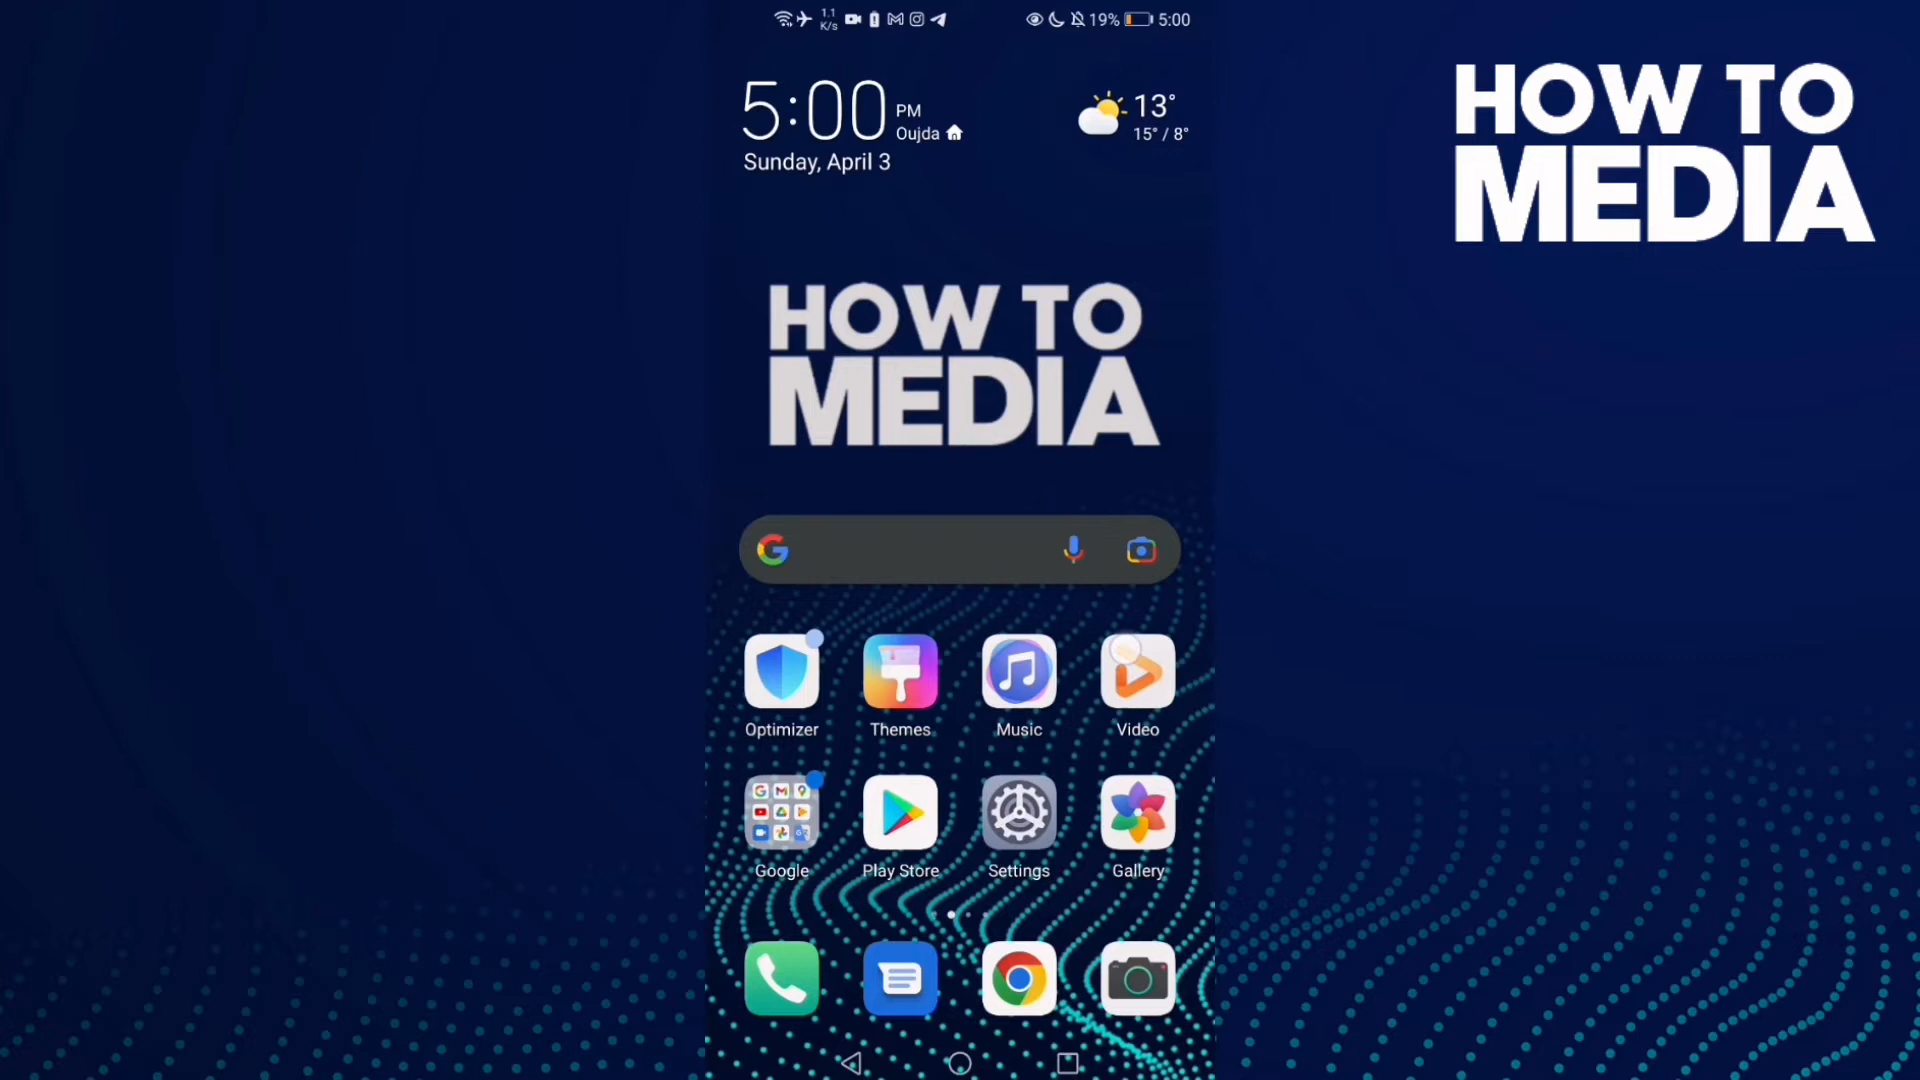 1.1
K/s
19% 5:00
5:00 PM
Oujda
Sunday, April 3
13°
15° / 8°
HOW TO
MEDIA
HOW TO
MEDIA
Optimizer Themes Music Video
Google Play Store Settings Gallery